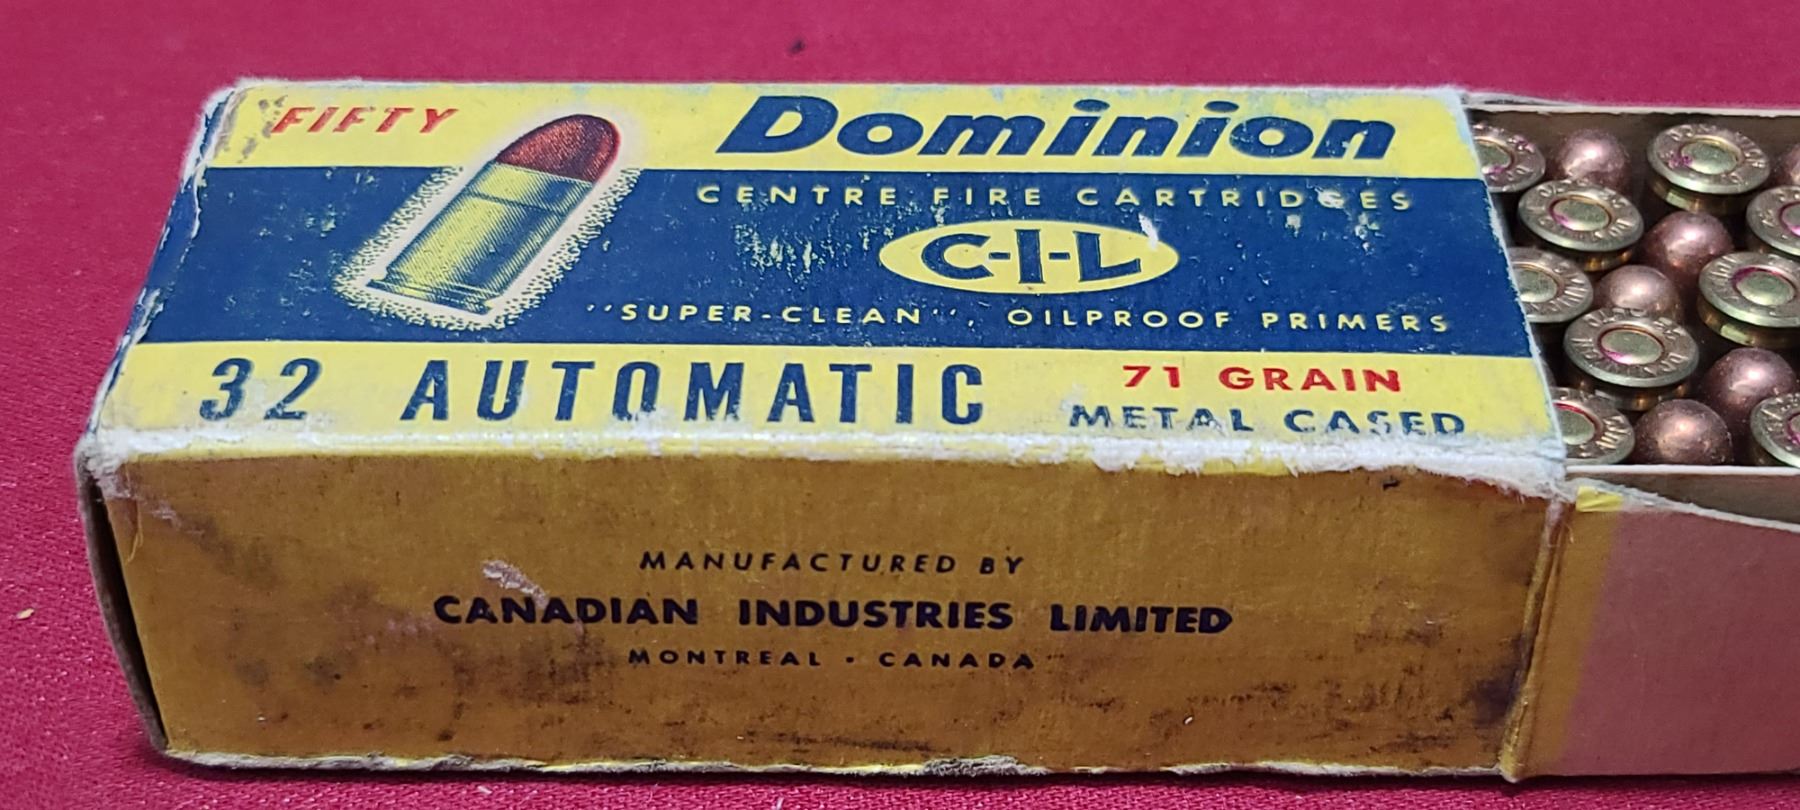 FIFTY
Dominion
CENTRE FIRE CARTRIDGES
C-I-L
"SUPER-CLEAN", OILPROOF PRIMERS
32 AUTOMATIC
71 GRAIN
METAL CASED
MANUFACTURED BY
CANADIAN INDUSTRIES LIMITED
MONTREAL · CANADA